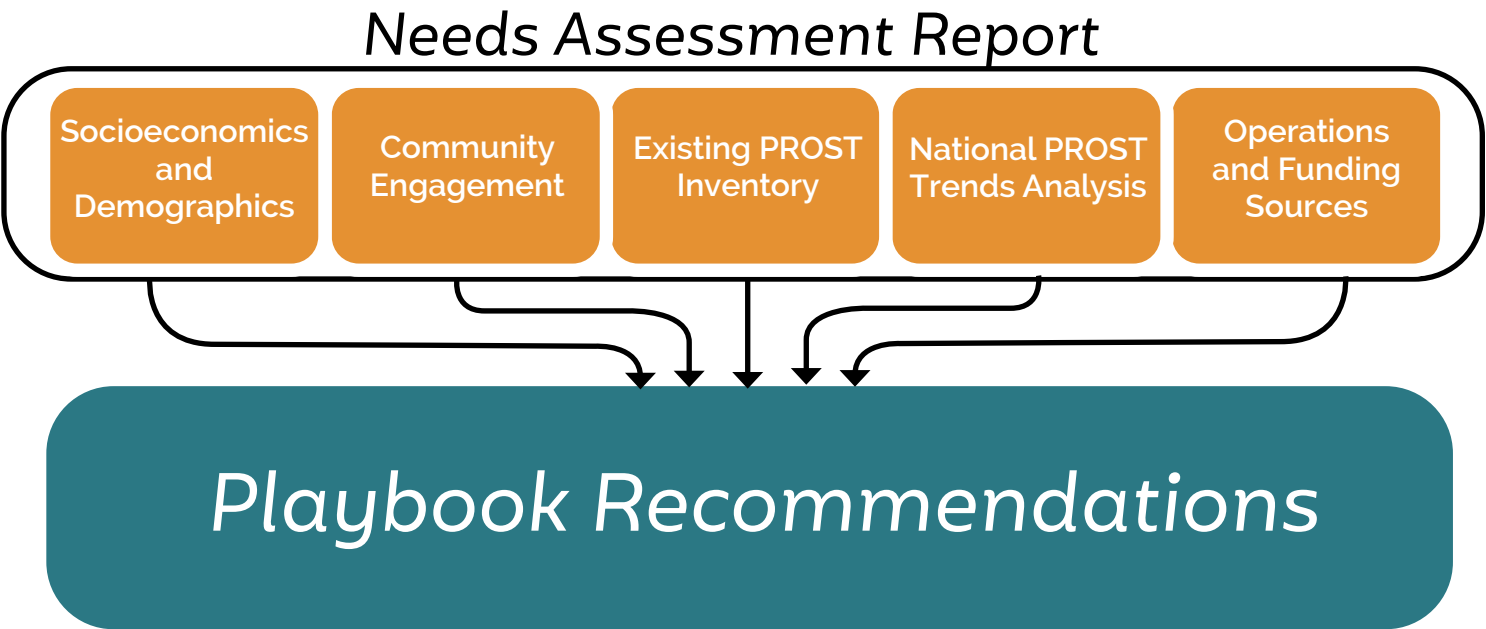 Needs Assessment Report
Socioeconomics
and
Demographics
Community
Engagement
Existing PROST
Inventory
National PROST
Trends Analysis
Operations
and Funding
Sources
Playbook Recommendations